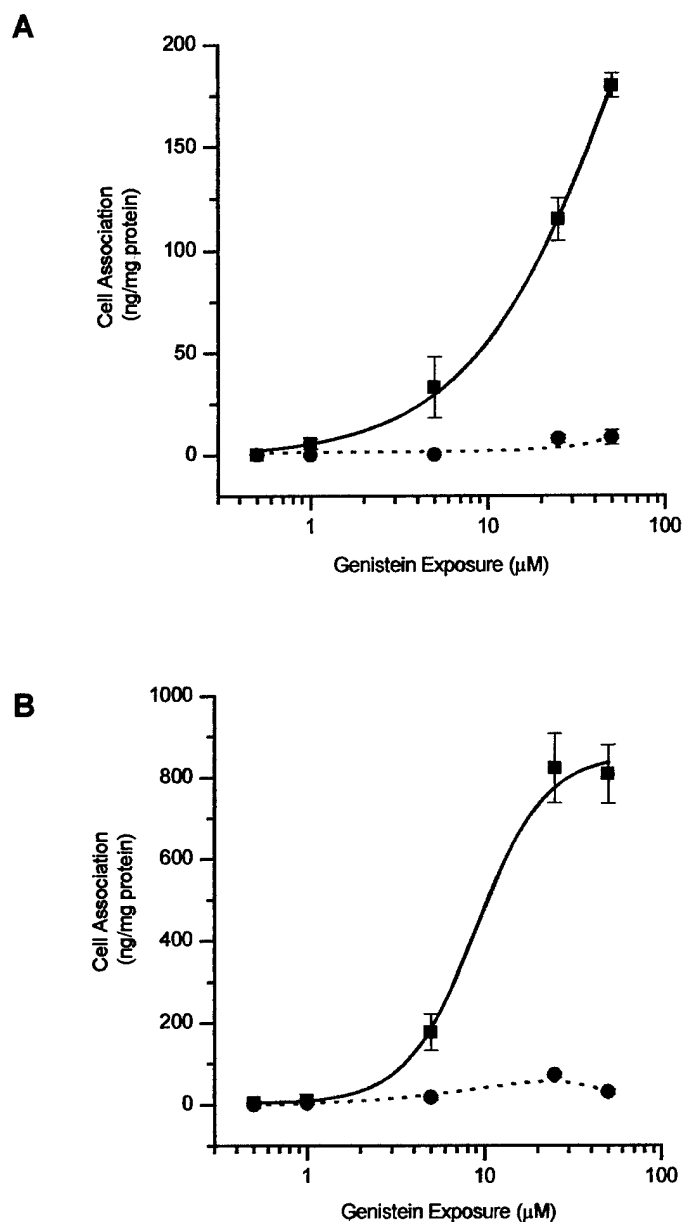 A
200
150
100
50
0
Cell Association
(ng/mg protein)
1
10
100
Genistein Exposure (μM)
B
1000
800
600
400
200
0
Cell Association
(ng/mg protein)
1
10
100
Genistein Exposure (μM)